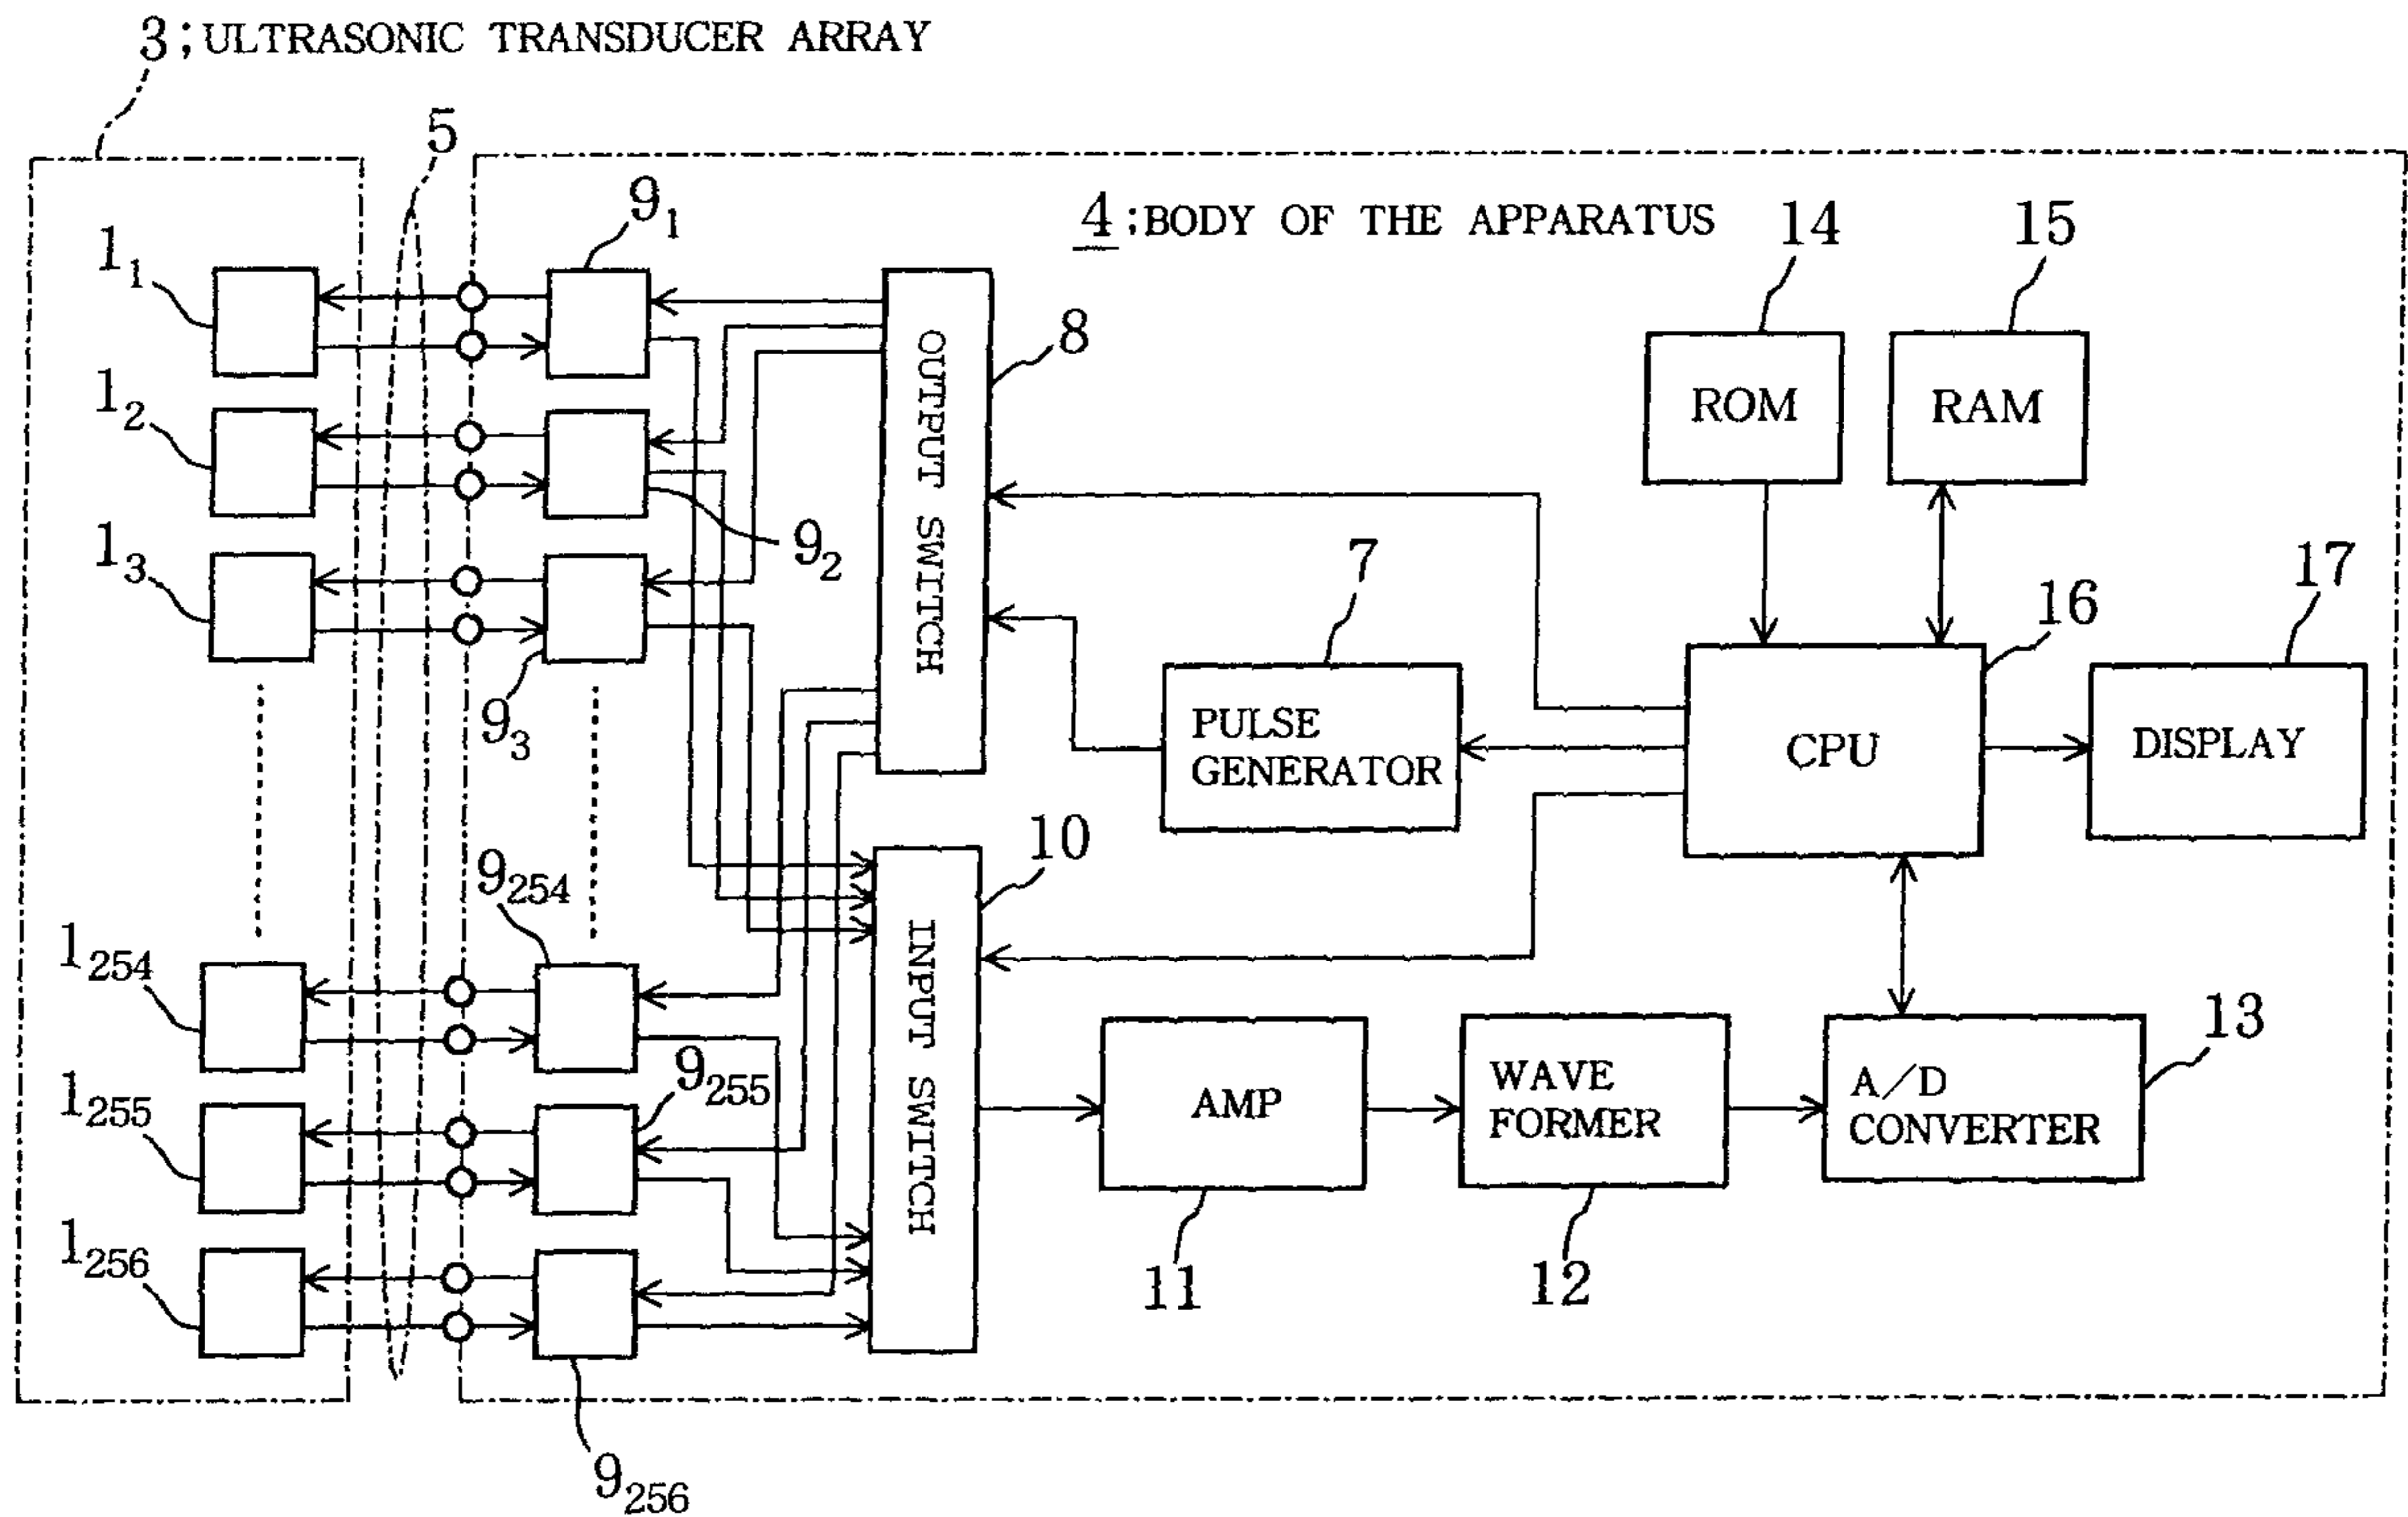 3;ULTRASONIC TRANSDUCER ARRAY
5
9₁
4;BODY OF THE APPARATUS
14
15
1₁
8
OUTPUT SWITCH
ROM
RAM
1₂
9₂
7
17
1₃
16
9₃
PULSE
GENERATOR
CPU
DISPLAY
10
9₂₅₄
INPUT SWITCH
1₂₅₄
13
9₂₅₅
AMP
WAVE
FORMER
A/D
CONVERTER
1₂₅₅
1₂₅₆
11
12
9₂₅₆